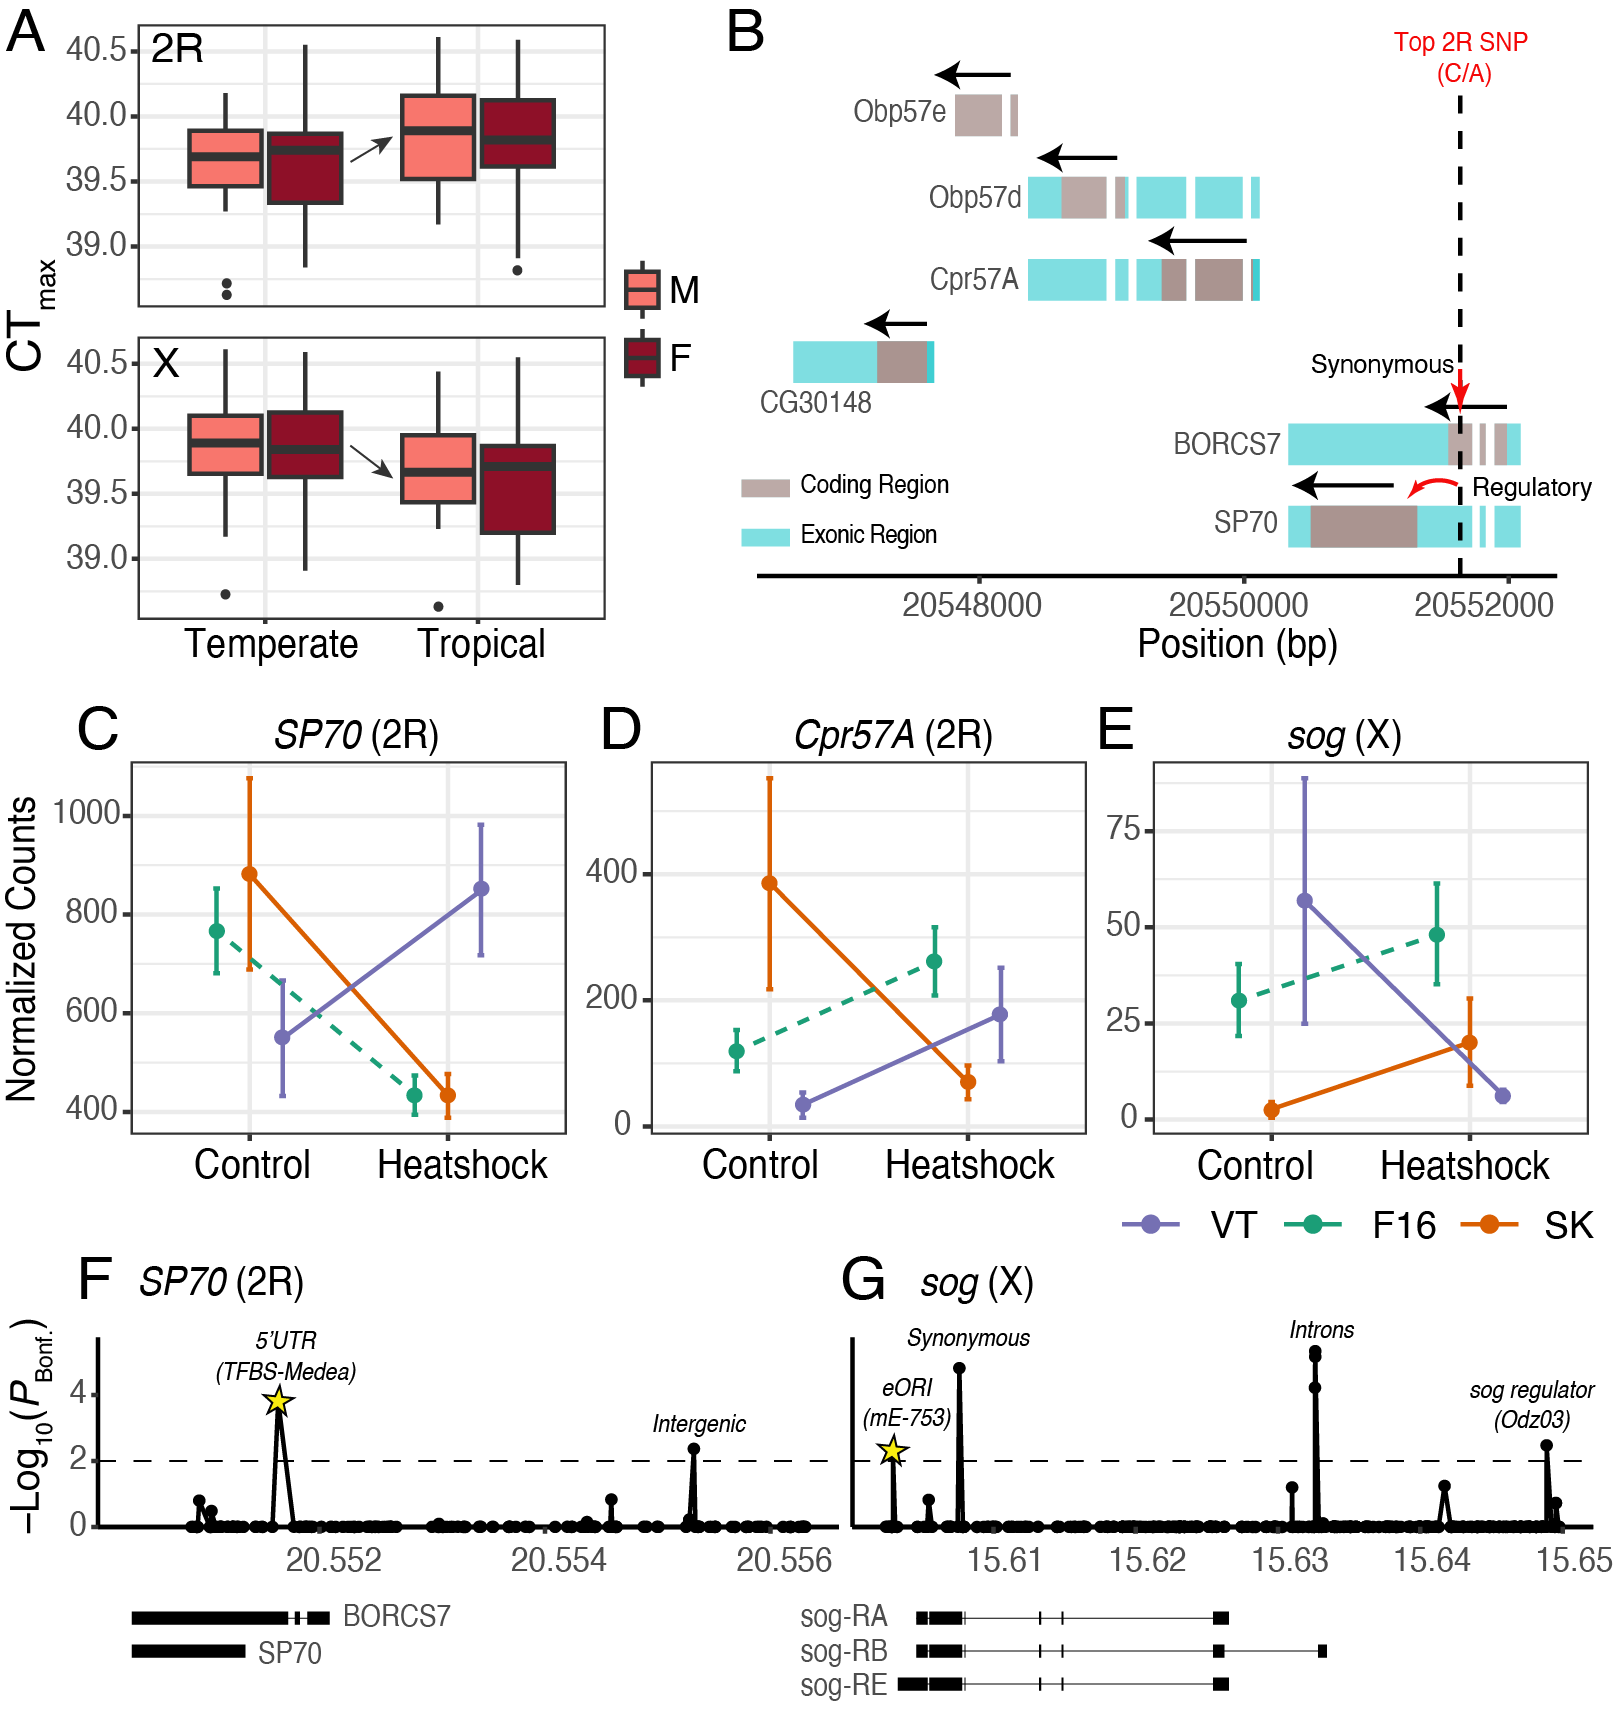 A
2R
40.5
40.0
39.5
39.0
X
40.5
40.0
39.5
39.0
CTmax
Temperate
Tropical
M
F
B
Top 2R SNP
(C/A)
Obp57e
Obp57d
Cpr57A
CG30148
Synonymous
BORCS7
Regulatory
SP70
Coding Region
Exonic Region
20548000
20550000
20552000
Position (bp)
C
SP70 (2R)
Normalized Counts
1000
800
600
400
Control
Heatshock
D
Cpr57A (2R)
400
200
0
Control
Heatshock
E
sog (X)
75
50
25
0
Control
Heatshock
VT
F16
SK
F
SP70 (2R)
–Log10(PBonf.)
4
2
0
5'UTR
(TFBS-Medea)
Intergenic
20.552
20.554
20.556
BORCS7
SP70
G
sog (X)
eORI
(mE-753)
Synonymous
Introns
sog regulator
(Odz03)
15.61
15.62
15.63
15.64
15.65
sog-RA
sog-RB
sog-RE